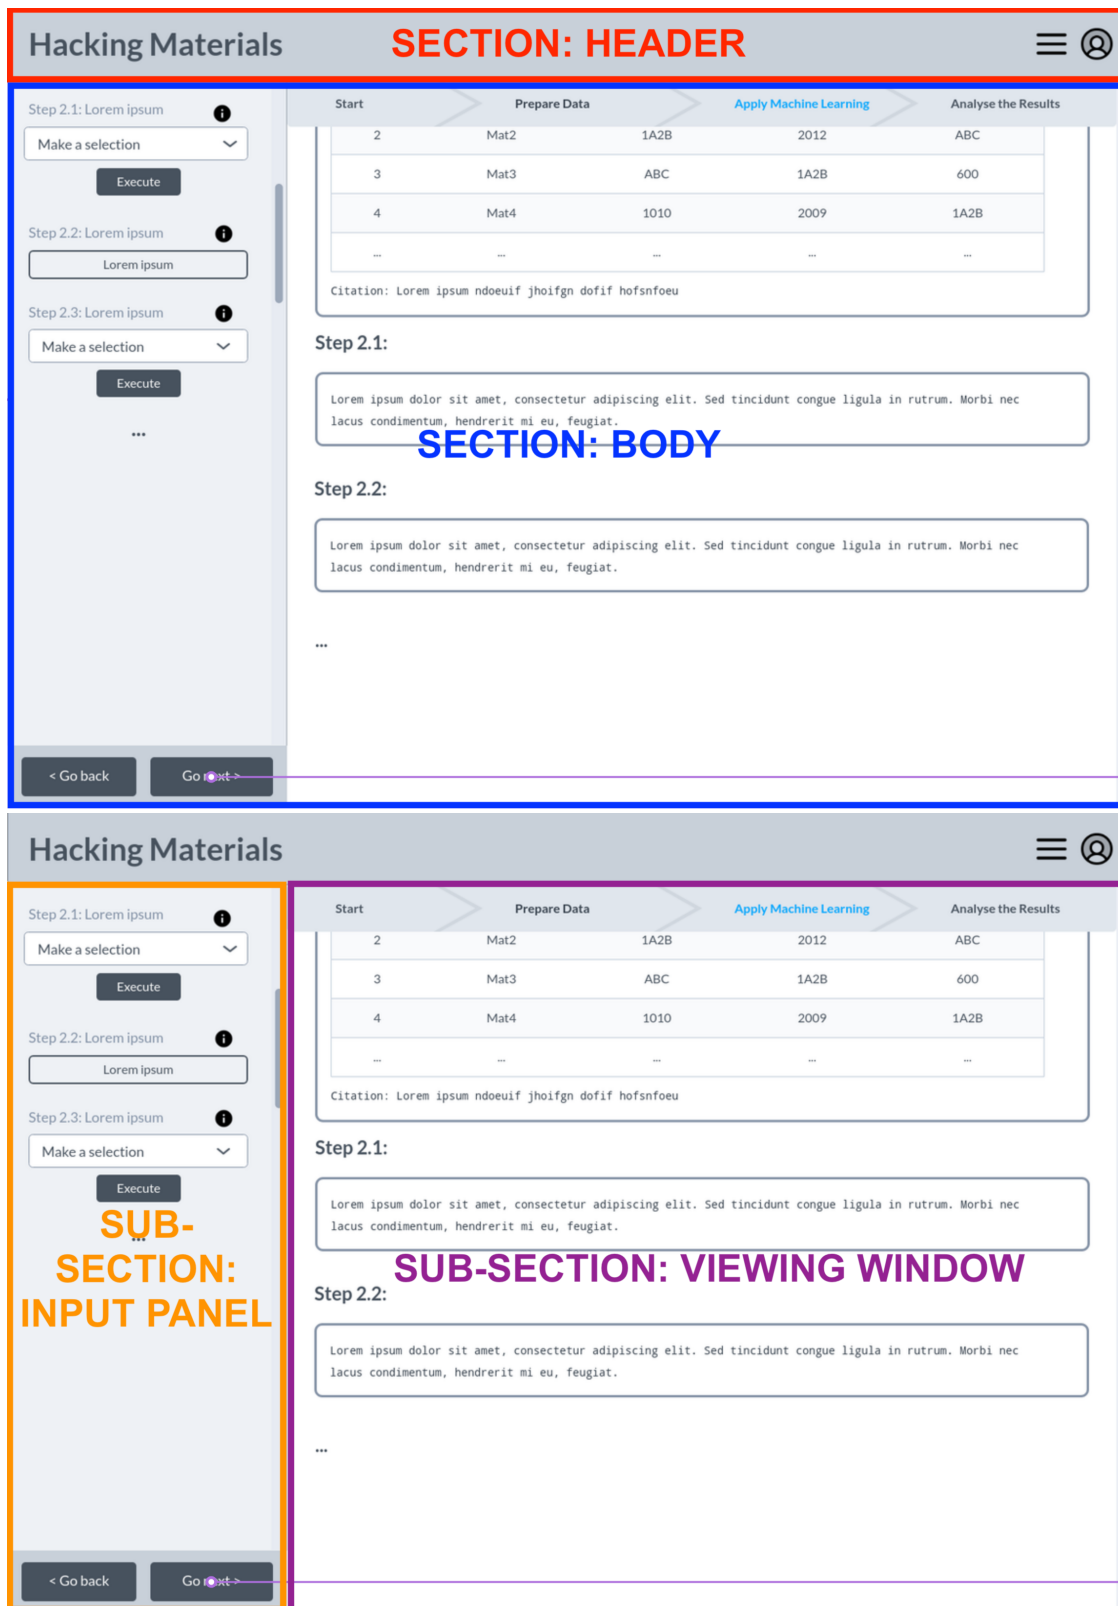 Hacking Materials
SECTION: HEADER
Step 2.1: Lorem ipsum
Make a selection
Execute
Step 2.2: Lorem ipsum
Lorem ipsum
Step 2.3: Lorem ipsum
Make a selection
Execute
...
< Go back
Go next >
Start Prepare Data Apply Machine Learning Analyse the Results
2 Mat2 1A2B 2012 ABC
3 Mat3 ABC 1A2B 600
4 Mat4 1010 2009 1A2B
... ... ... ... ...
Citation: Lorem ipsum ndoeuif jhoifgn dofif hofsnfoeu
Step 2.1:
Lorem ipsum dolor sit amet, consectetur adipiscing elit. Sed tincidunt congue ligula in rutrum. Morbi nec
lacus condimentum, hendrerit mi eu, feugiat.
SECTION: BODY
Step 2.2:
Lorem ipsum dolor sit amet, consectetur adipiscing elit. Sed tincidunt congue ligula in rutrum. Morbi nec
lacus condimentum, hendrerit mi eu, feugiat.
...
Hacking Materials
Step 2.1: Lorem ipsum
Make a selection
Execute
Step 2.2: Lorem ipsum
Lorem ipsum
Step 2.3: Lorem ipsum
Make a selection
Execute
...
SUB-
SECTION:
INPUT PANEL
< Go back
Go next >
Start Prepare Data Apply Machine Learning Analyse the Results
2 Mat2 1A2B 2012 ABC
3 Mat3 ABC 1A2B 600
4 Mat4 1010 2009 1A2B
... ... ... ... ...
Citation: Lorem ipsum ndoeuif jhoifgn dofif hofsnfoeu
Step 2.1:
Lorem ipsum dolor sit amet, consectetur adipiscing elit. Sed tincidunt congue ligula in rutrum. Morbi nec
lacus condimentum, hendrerit mi eu, feugiat.
SUB-SECTION: VIEWING WINDOW
Step 2.2:
Lorem ipsum dolor sit amet, consectetur adipiscing elit. Sed tincidunt congue ligula in rutrum. Morbi nec
lacus condimentum, hendrerit mi eu, feugiat.
...